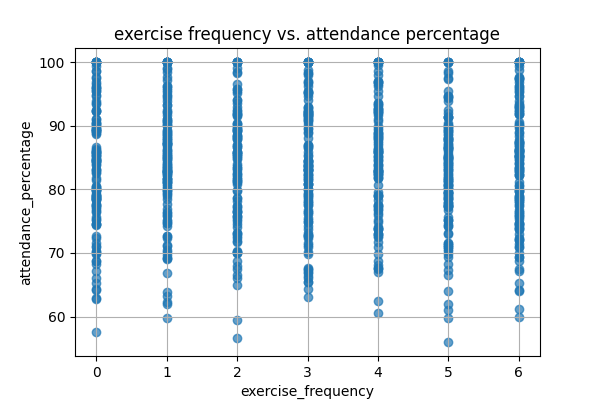 exercise frequency vs. attendance percentage
100
90
80
70
60
attendance_percentage
0 1 2 3 4 5 6
exercise_frequency